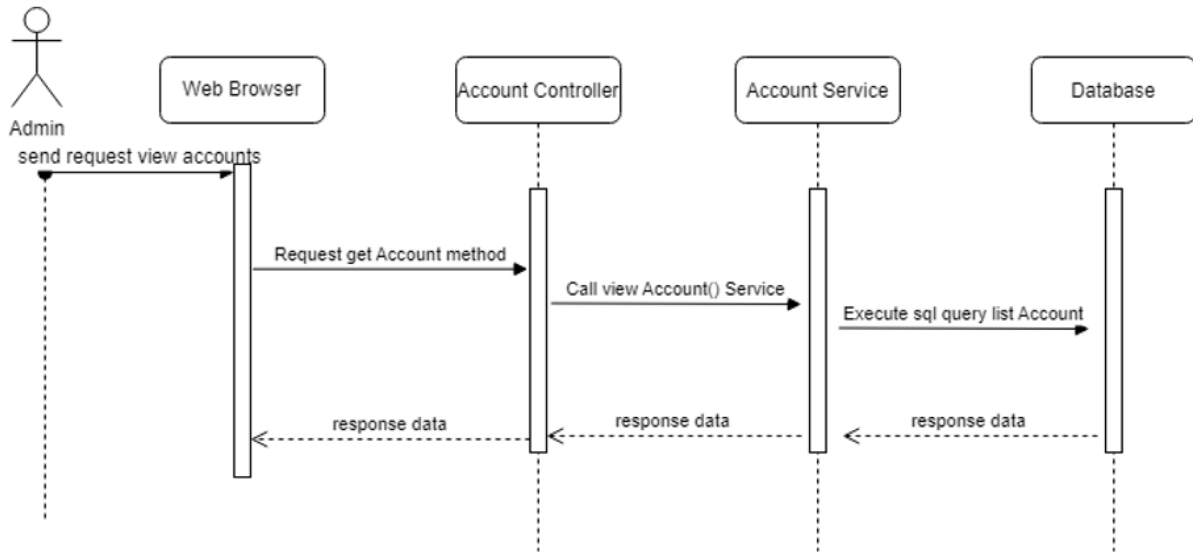 Web Browser
Account Controller
Account Service
Database
Admin
send request view accounts
Request get Account method
Call view Account() Service
Execute sql query list Account
response data
response data
response data